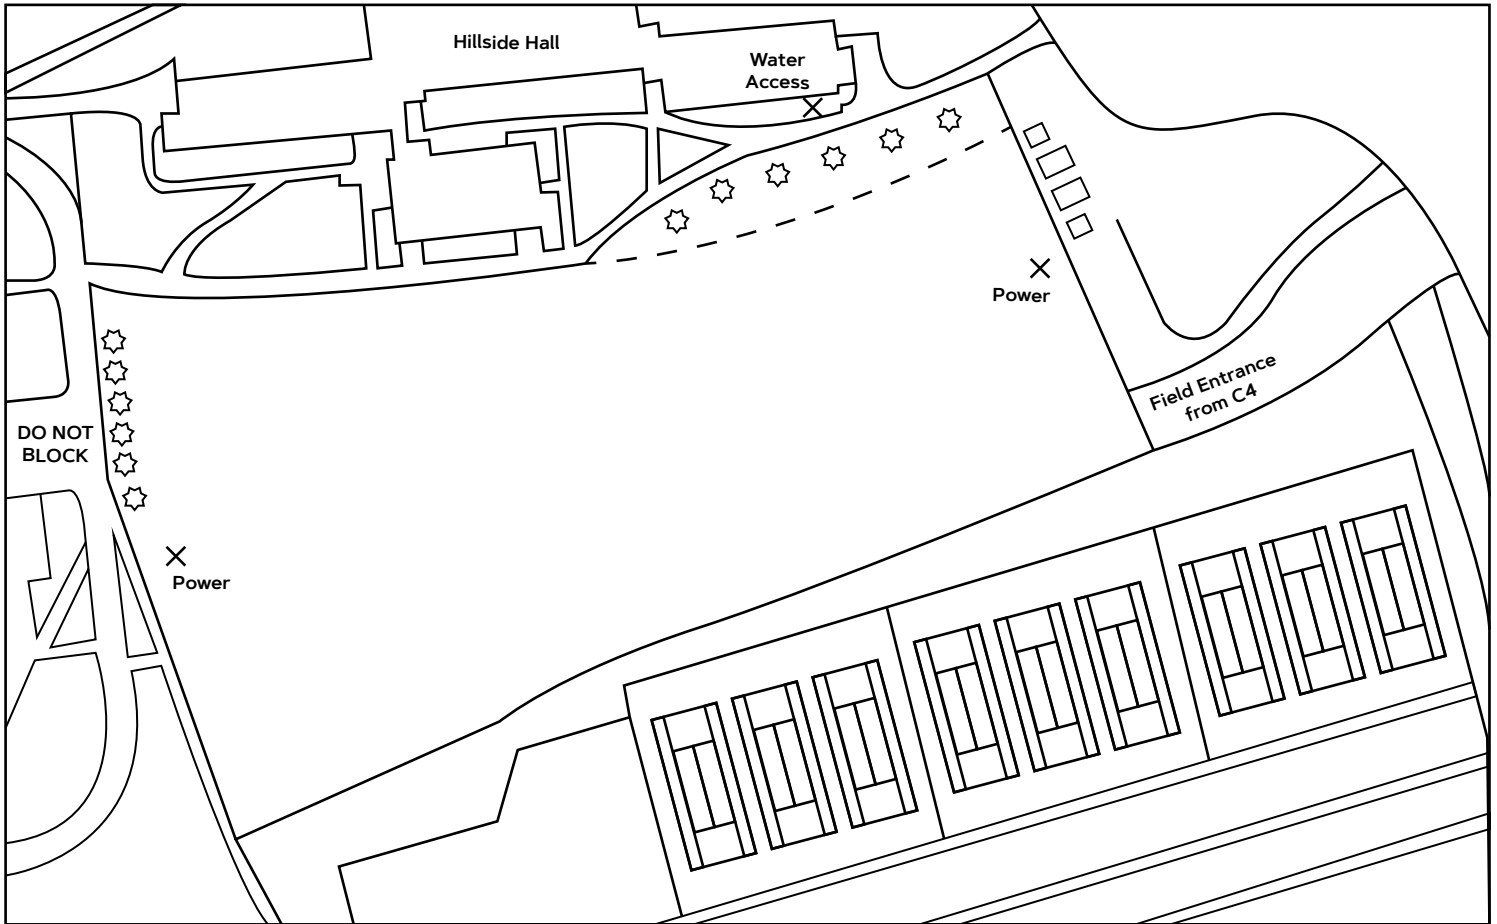 Hillside Hall
Water
Access
Power
Field Entrance
from C4
DO NOT
BLOCK
Power